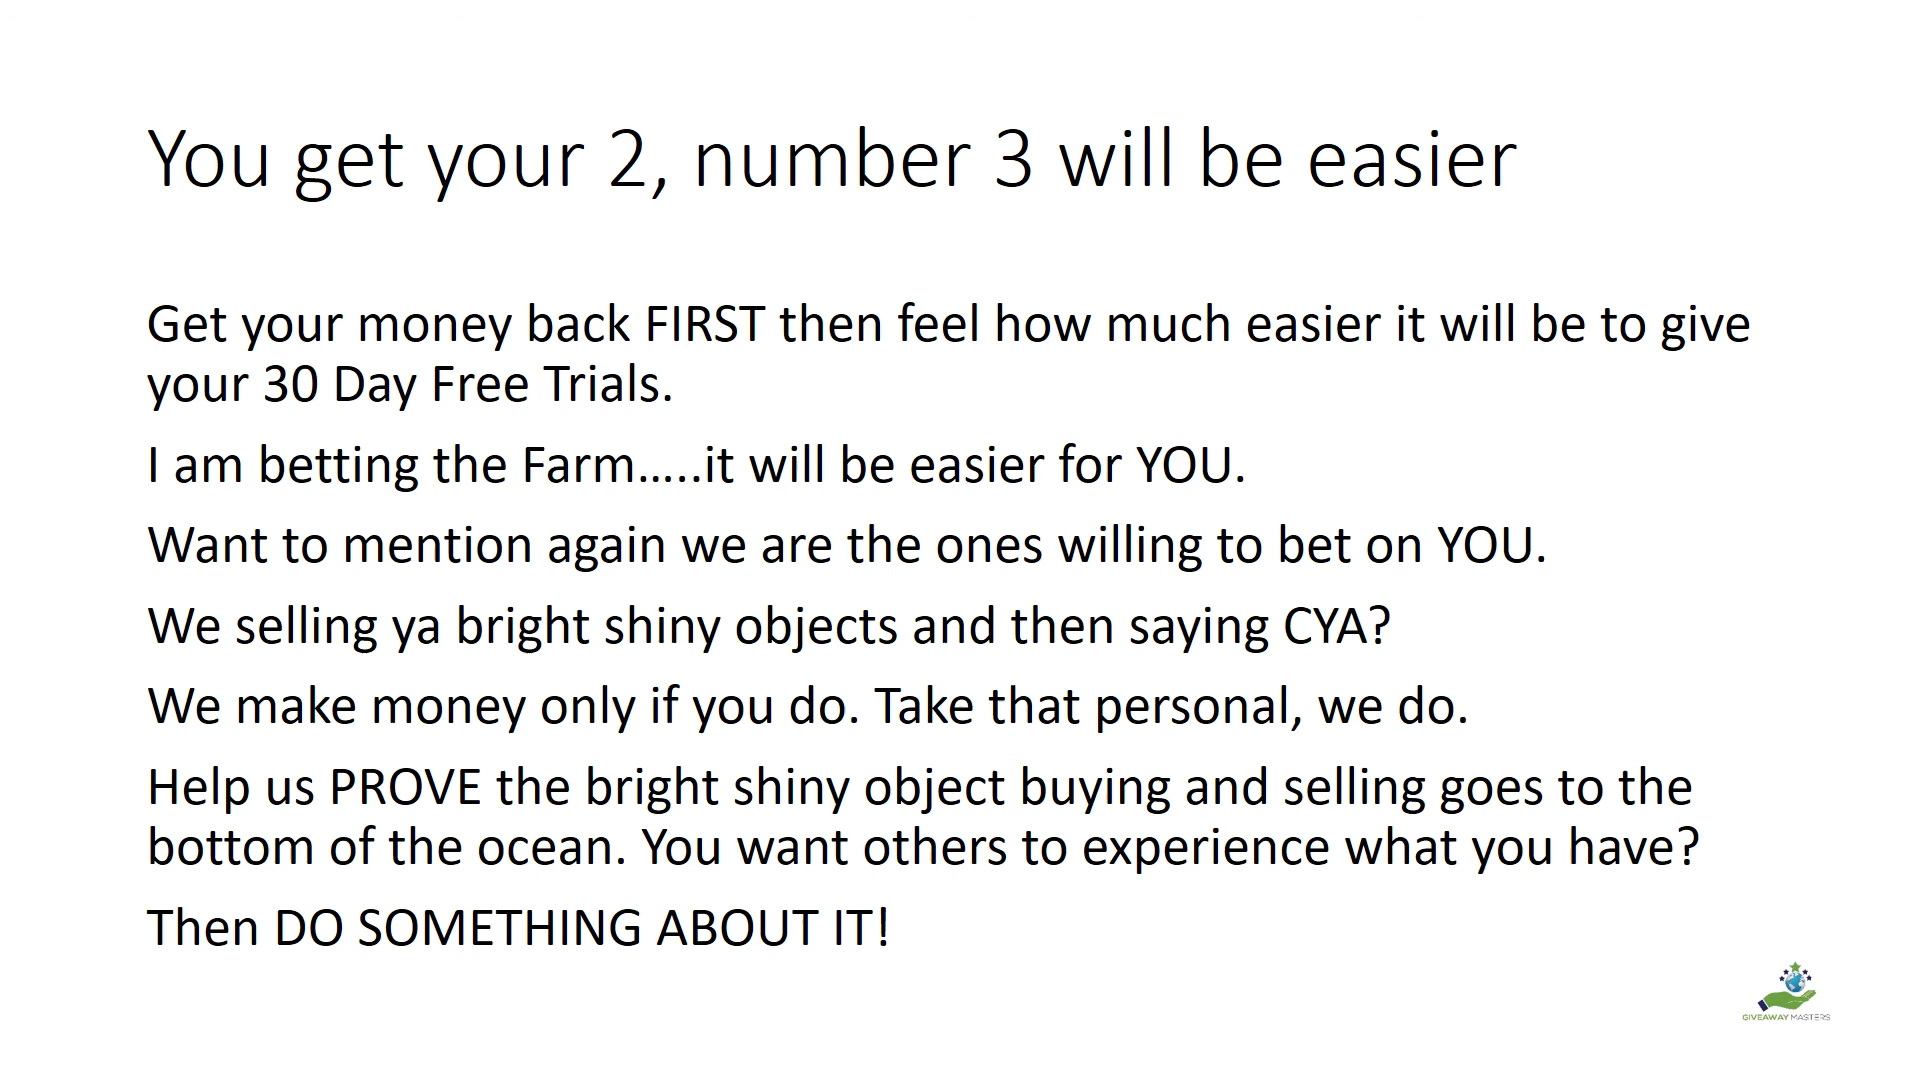 You get your 2, number 3 will be easier
Get your money back FIRST then feel how much easier it will be to give
your 30 Day Free Trials.
I am betting the Farm.....it will be easier for YOU.
Want to mention again we are the ones willing to bet on YOU.
We selling ya bright shiny objects and then saying CYA?
We make money only if you do. Take that personal, we do.
Help us PROVE the bright shiny object buying and selling goes to the
bottom of the ocean. You want others to experience what you have?
Then DO SOMETHING ABOUT IT!
GIVEAWAY MASTERS